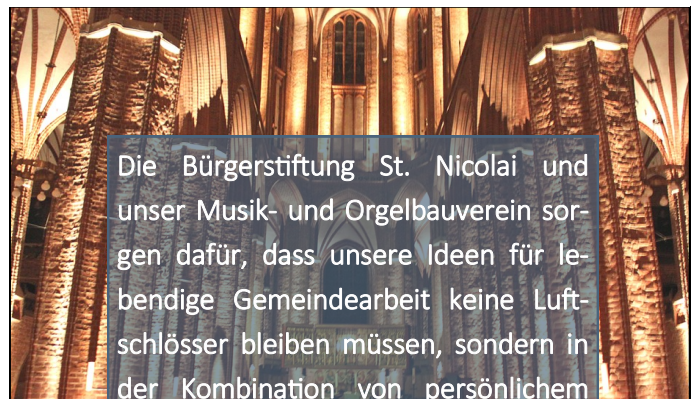 Die Bürgerstiftung St. Nicolai und
unser Musik- und Orgelbauverein sor-
gen dafür, dass unsere Ideen für le-
bendige Gemeindearbeit keine Luft-
schlösser bleiben müssen, sondern in
der Kombination von persönlichem